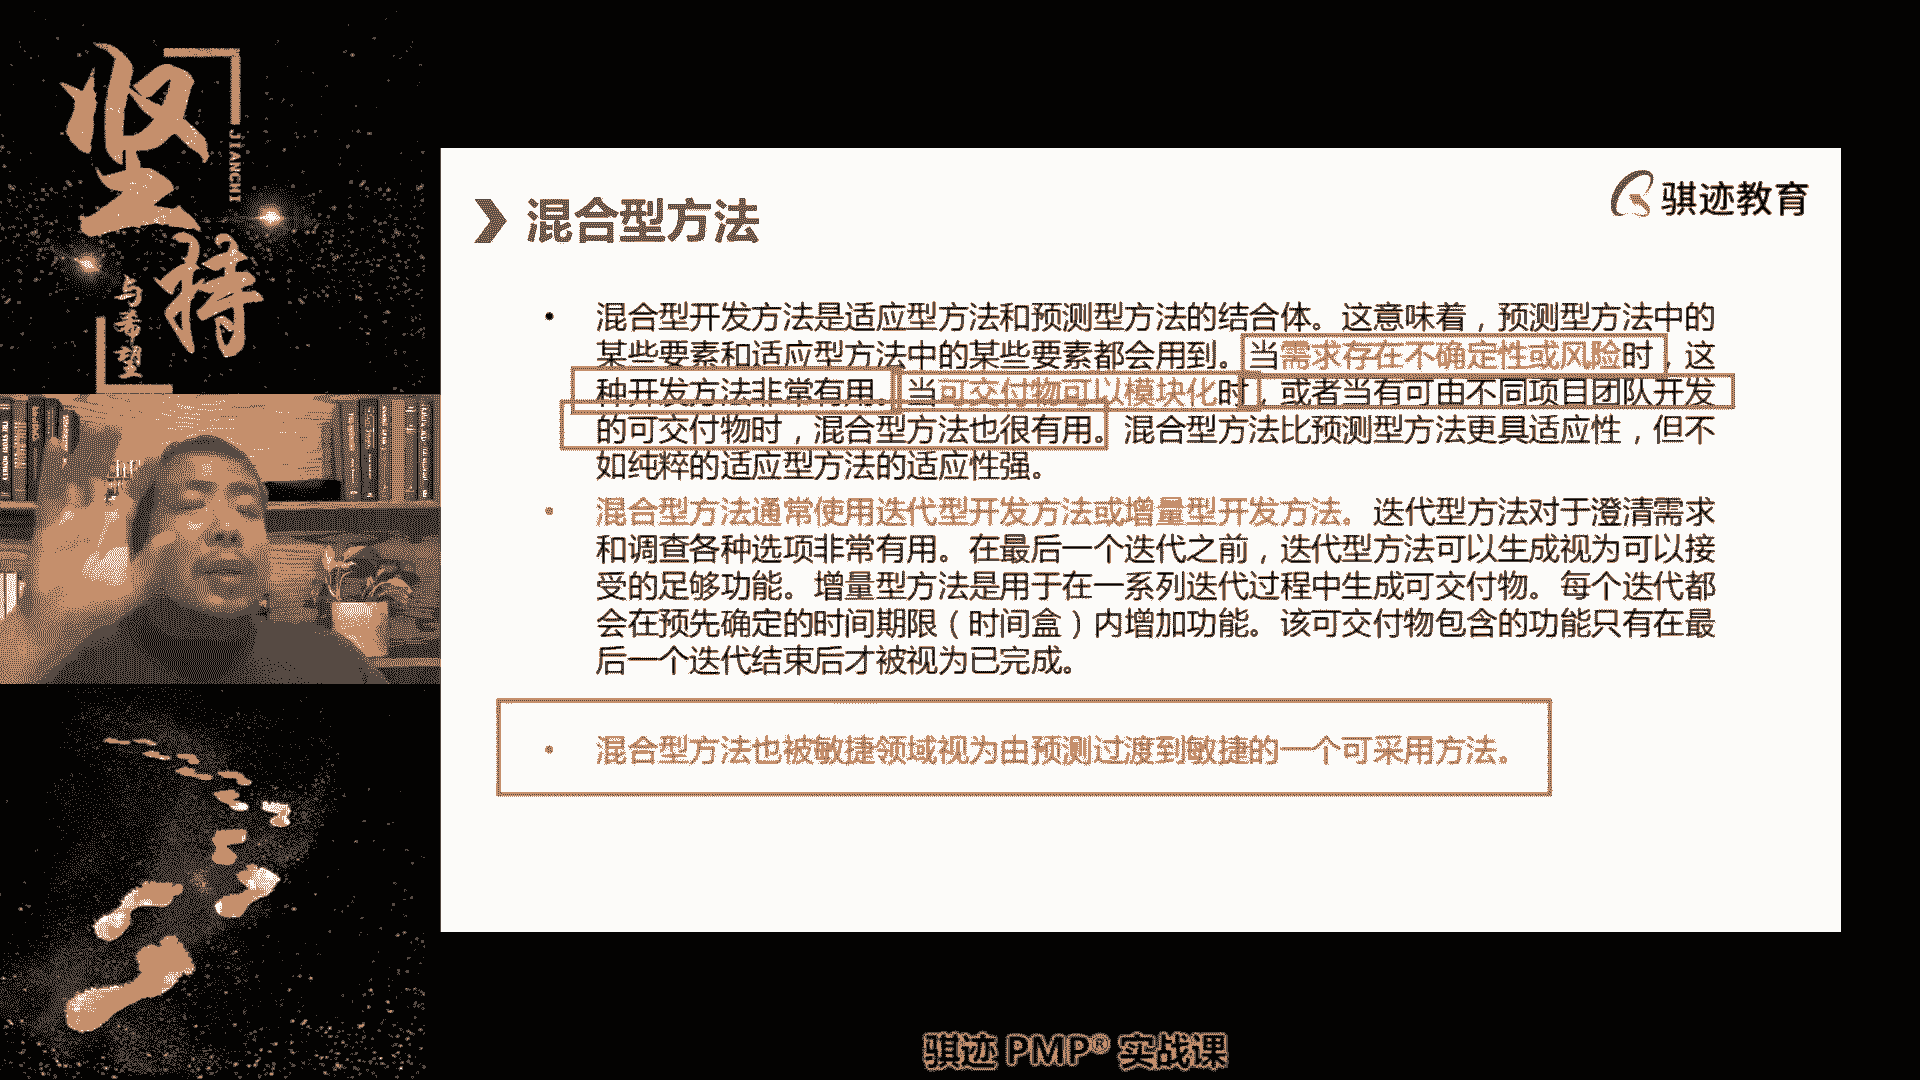 坚持
JIANCHI
与希望
骐迹教育
混合型方法
• 混合型开发方法是适应型方法和预测型方法的结合体。这意味着，预测型方法中的
某些要素和适应型方法中的某些要素都会用到。当需求存在不确定性或风险时，这
种开发方法非常有用。当可交付物可以模块化时，或者当有可由不同项目团队开发
的可交付物时，混合型方法也很有用。混合型方法比预测型方法更具适应性，但不
如纯粹的适应型方法的适应性强。
• 混合型方法通常使用迭代型开发方法或增量型开发方法。迭代型方法对于澄清需求
和调查各种选项非常有用。在最后一个迭代之前，迭代型方法可以生成视为可以接
受的足够功能。增量型方法是用于在一系列迭代过程中生成可交付物。每个迭代都
会在预先确定的时间期限（时间盒）内增加功能。该可交付物包含的功能只有在最
后一个迭代结束后才被视为已完成。
• 混合型方法也被敏捷领域视为由预测过渡到敏捷的一个可采用方法。
骐迹 PMP® 实战课